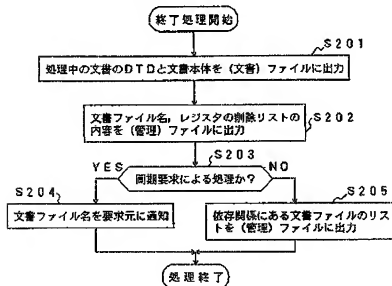 終了処理開始
S201
処理中の文書のDTDと文書本体を(文書)ファイルに出力
文書ファイル名,レジスタの削除リストの
内容を(管理)ファイルに出力
S202
S203
YES
同期要求による処理か?
NO
S204
文書ファイル名を要求元に通知
S205
依存関係にある文書ファイルのリス
トを(管理)ファイルに出力
処理終了